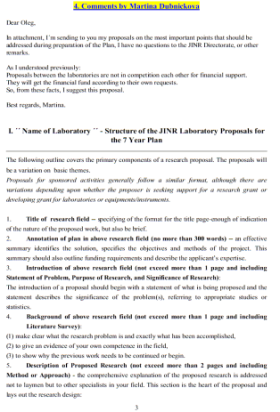 4. Comments by Martina Dubnickova
Dear Oleg,
In attachment, I`m sending to you my proposals on the most important points that should be
addressed during preparation of the Plan, I have no questions to the JINR Directorate, or other
remarks.
As I understood previously:
Proposals between the laboratories are not in competition each other for financial support.
They will get the financial fund according to their own requests.
So, from these facts, I suggest this proposal.
Best regards, Martina.
I. `` Name of Laboratory `` - Structure of the JINR Laboratory Proposals for
the 7 Year Plan
The following outline covers the primary components of a research proposal. The proposals will
be a variation on basic themes.
Proposals for sponsored activities generally follow a similar format, although there are
variations depending upon whether the proposer is seeking support for a research grant or
developing grant for laboratories or equipments/instruments.
1. Title of research field – specifying of the format for the title page-enough of indication
of the nature of the proposed work, but also be brief.
2. Annotation of plan in above research field (no more than 300 words) – an effective
summary identifies the solution, specifies the objectives and methods of the project. This
summary should also outline funding requirements and describe the applicant's expertise.
3. Introduction of above research field (not exceed more than 1 page and including
Statement of Problem, Purpose of Research, and Significance of Research):
The introduction of a proposal should begin with a statement of what is being proposed and the
statement describes the significance of the problem(s), referring to appropriate studies or
statistics.
4. Background of above research field (not exceed more than 1 page and including
Literature Survey):
(1) make clear what the research problem is and exactly what has been accomplished,
(2) to give an evidence of your own competence in the field,
(3) to show why the previous work needs to be continued or begin.
5. Description of Proposed Research (not exceed more than 2 pages and including
Method or Approach) - the comprehensive explanation of the proposed research is addressed
not to laymen but to other specialists in your field. This section is the heart of the proposal and
lays out the research design:
3